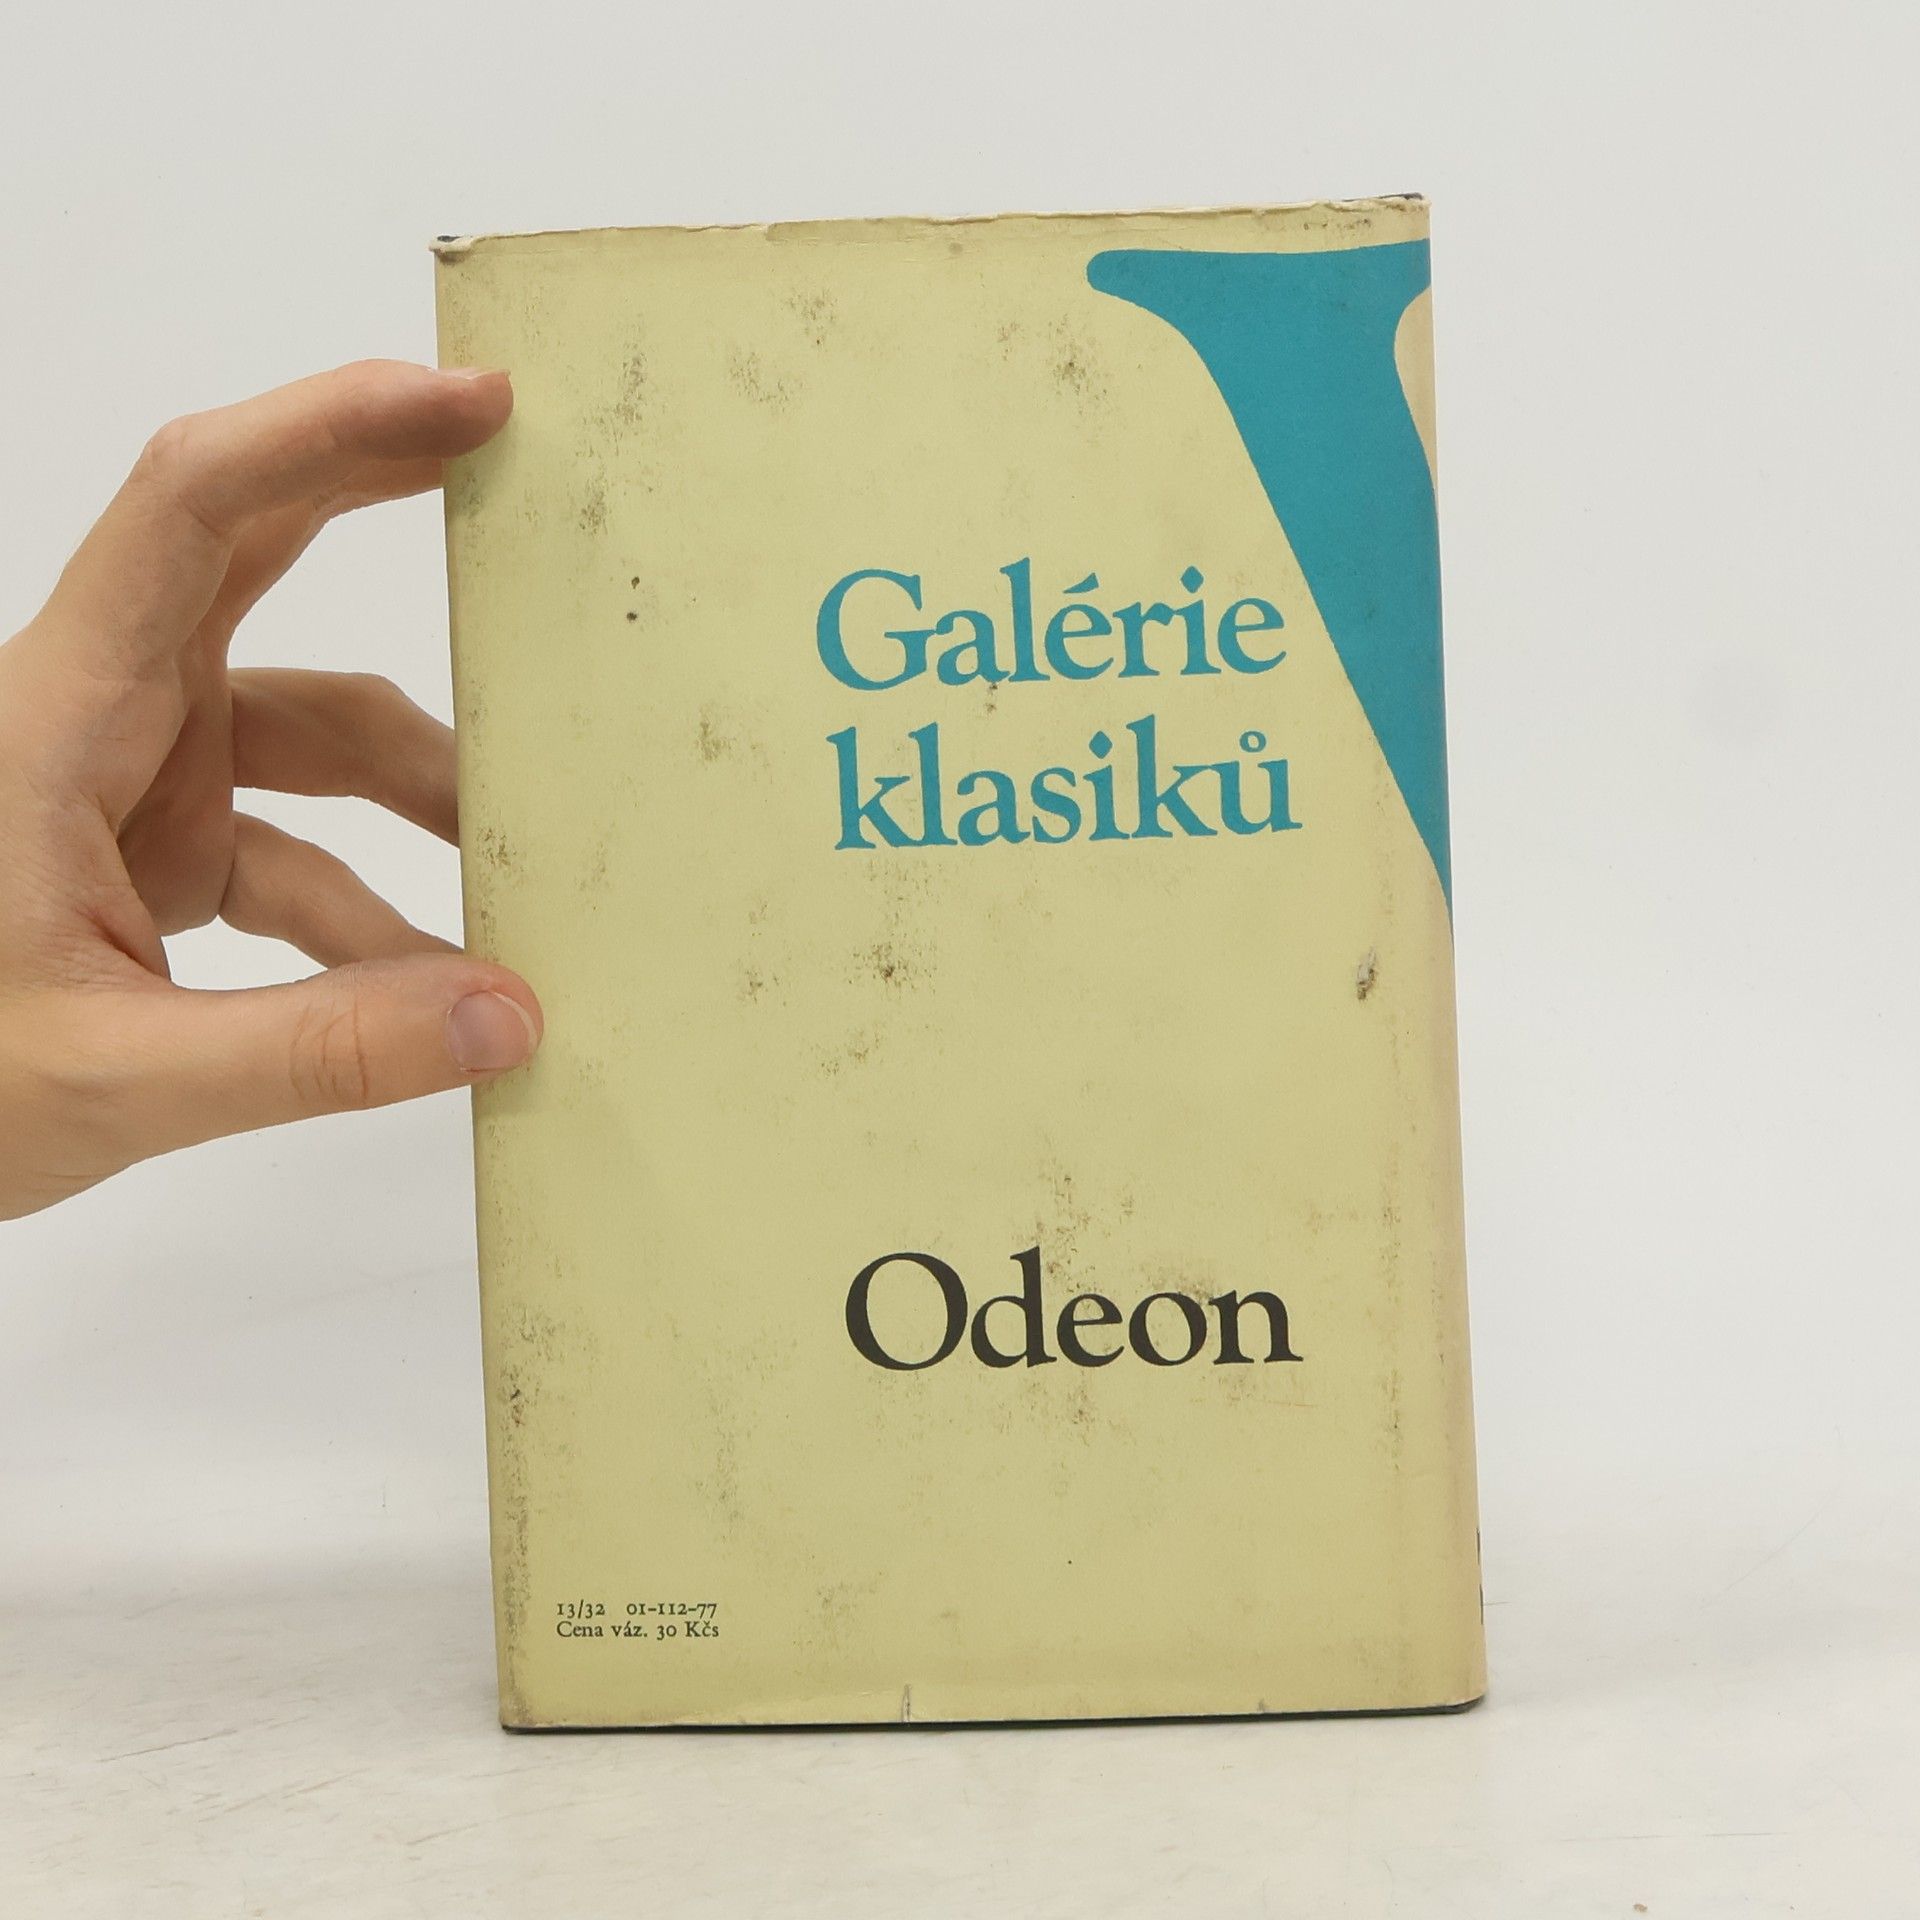 Galérie
klasiků
Odeon
13/32 01-112-77
Cena váz. 30 Kčs